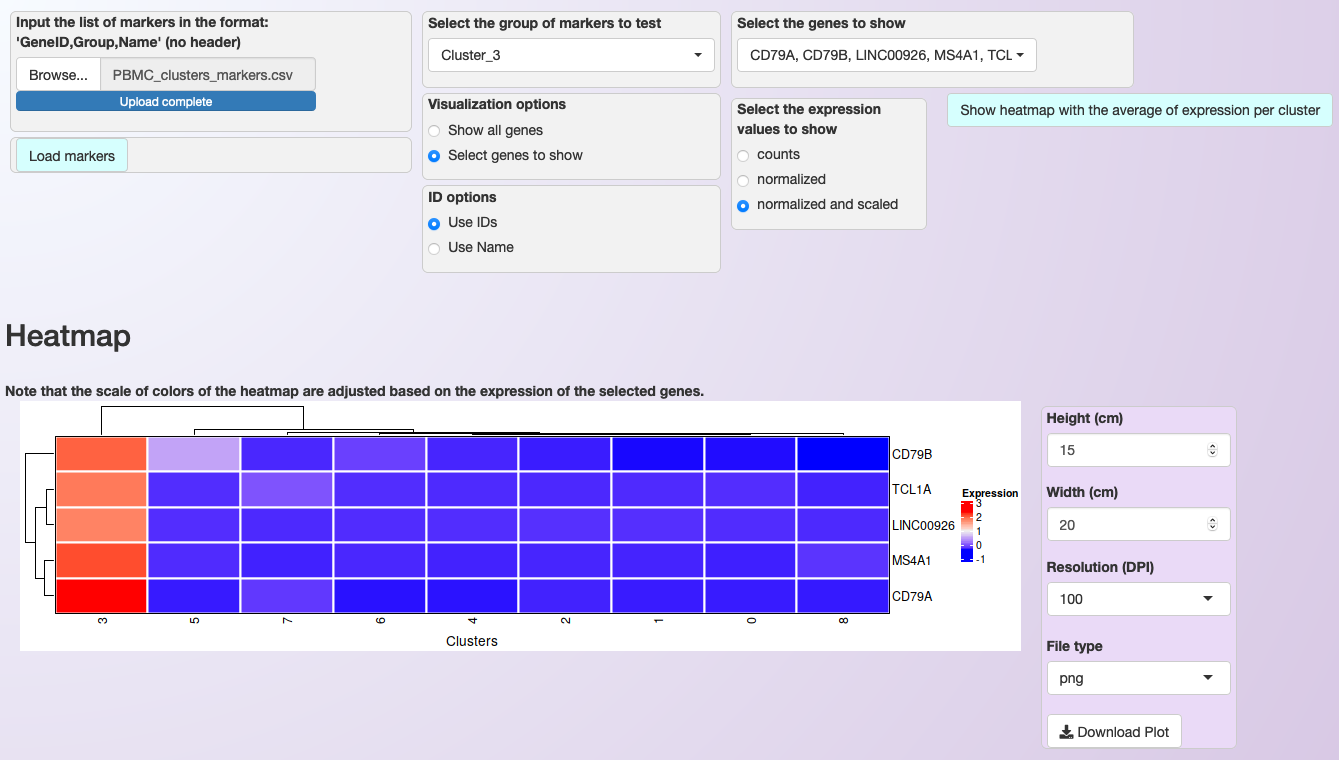 Input the list of markers in the format:
'GeneID,Group,Name' (no header)
Browse...
PBMC_clusters_markers.csv
Upload complete
Load markers
Select the group of markers to test
Cluster_3
Visualization options
Show all genes
Select genes to show
ID options
Use IDs
Use Name
Select the genes to show
CD79A, CD79B, LINC00926, MS4A1, TCL
Select the expression
values to show
counts
normalized
normalized and scaled
Show heatmap with the average of expression per cluster
Heatmap
Note that the scale of colors of the heatmap are adjusted based on the expression of the selected genes.
CD79B
TCL1A
LINC00926
MS4A1
CD79A
3 5 7 6 4 2 1 0 8
Clusters
Expression
3
2
1
0
-1
Height (cm)
15
Width (cm)
20
Resolution (DPI)
100
File type
png
Download Plot